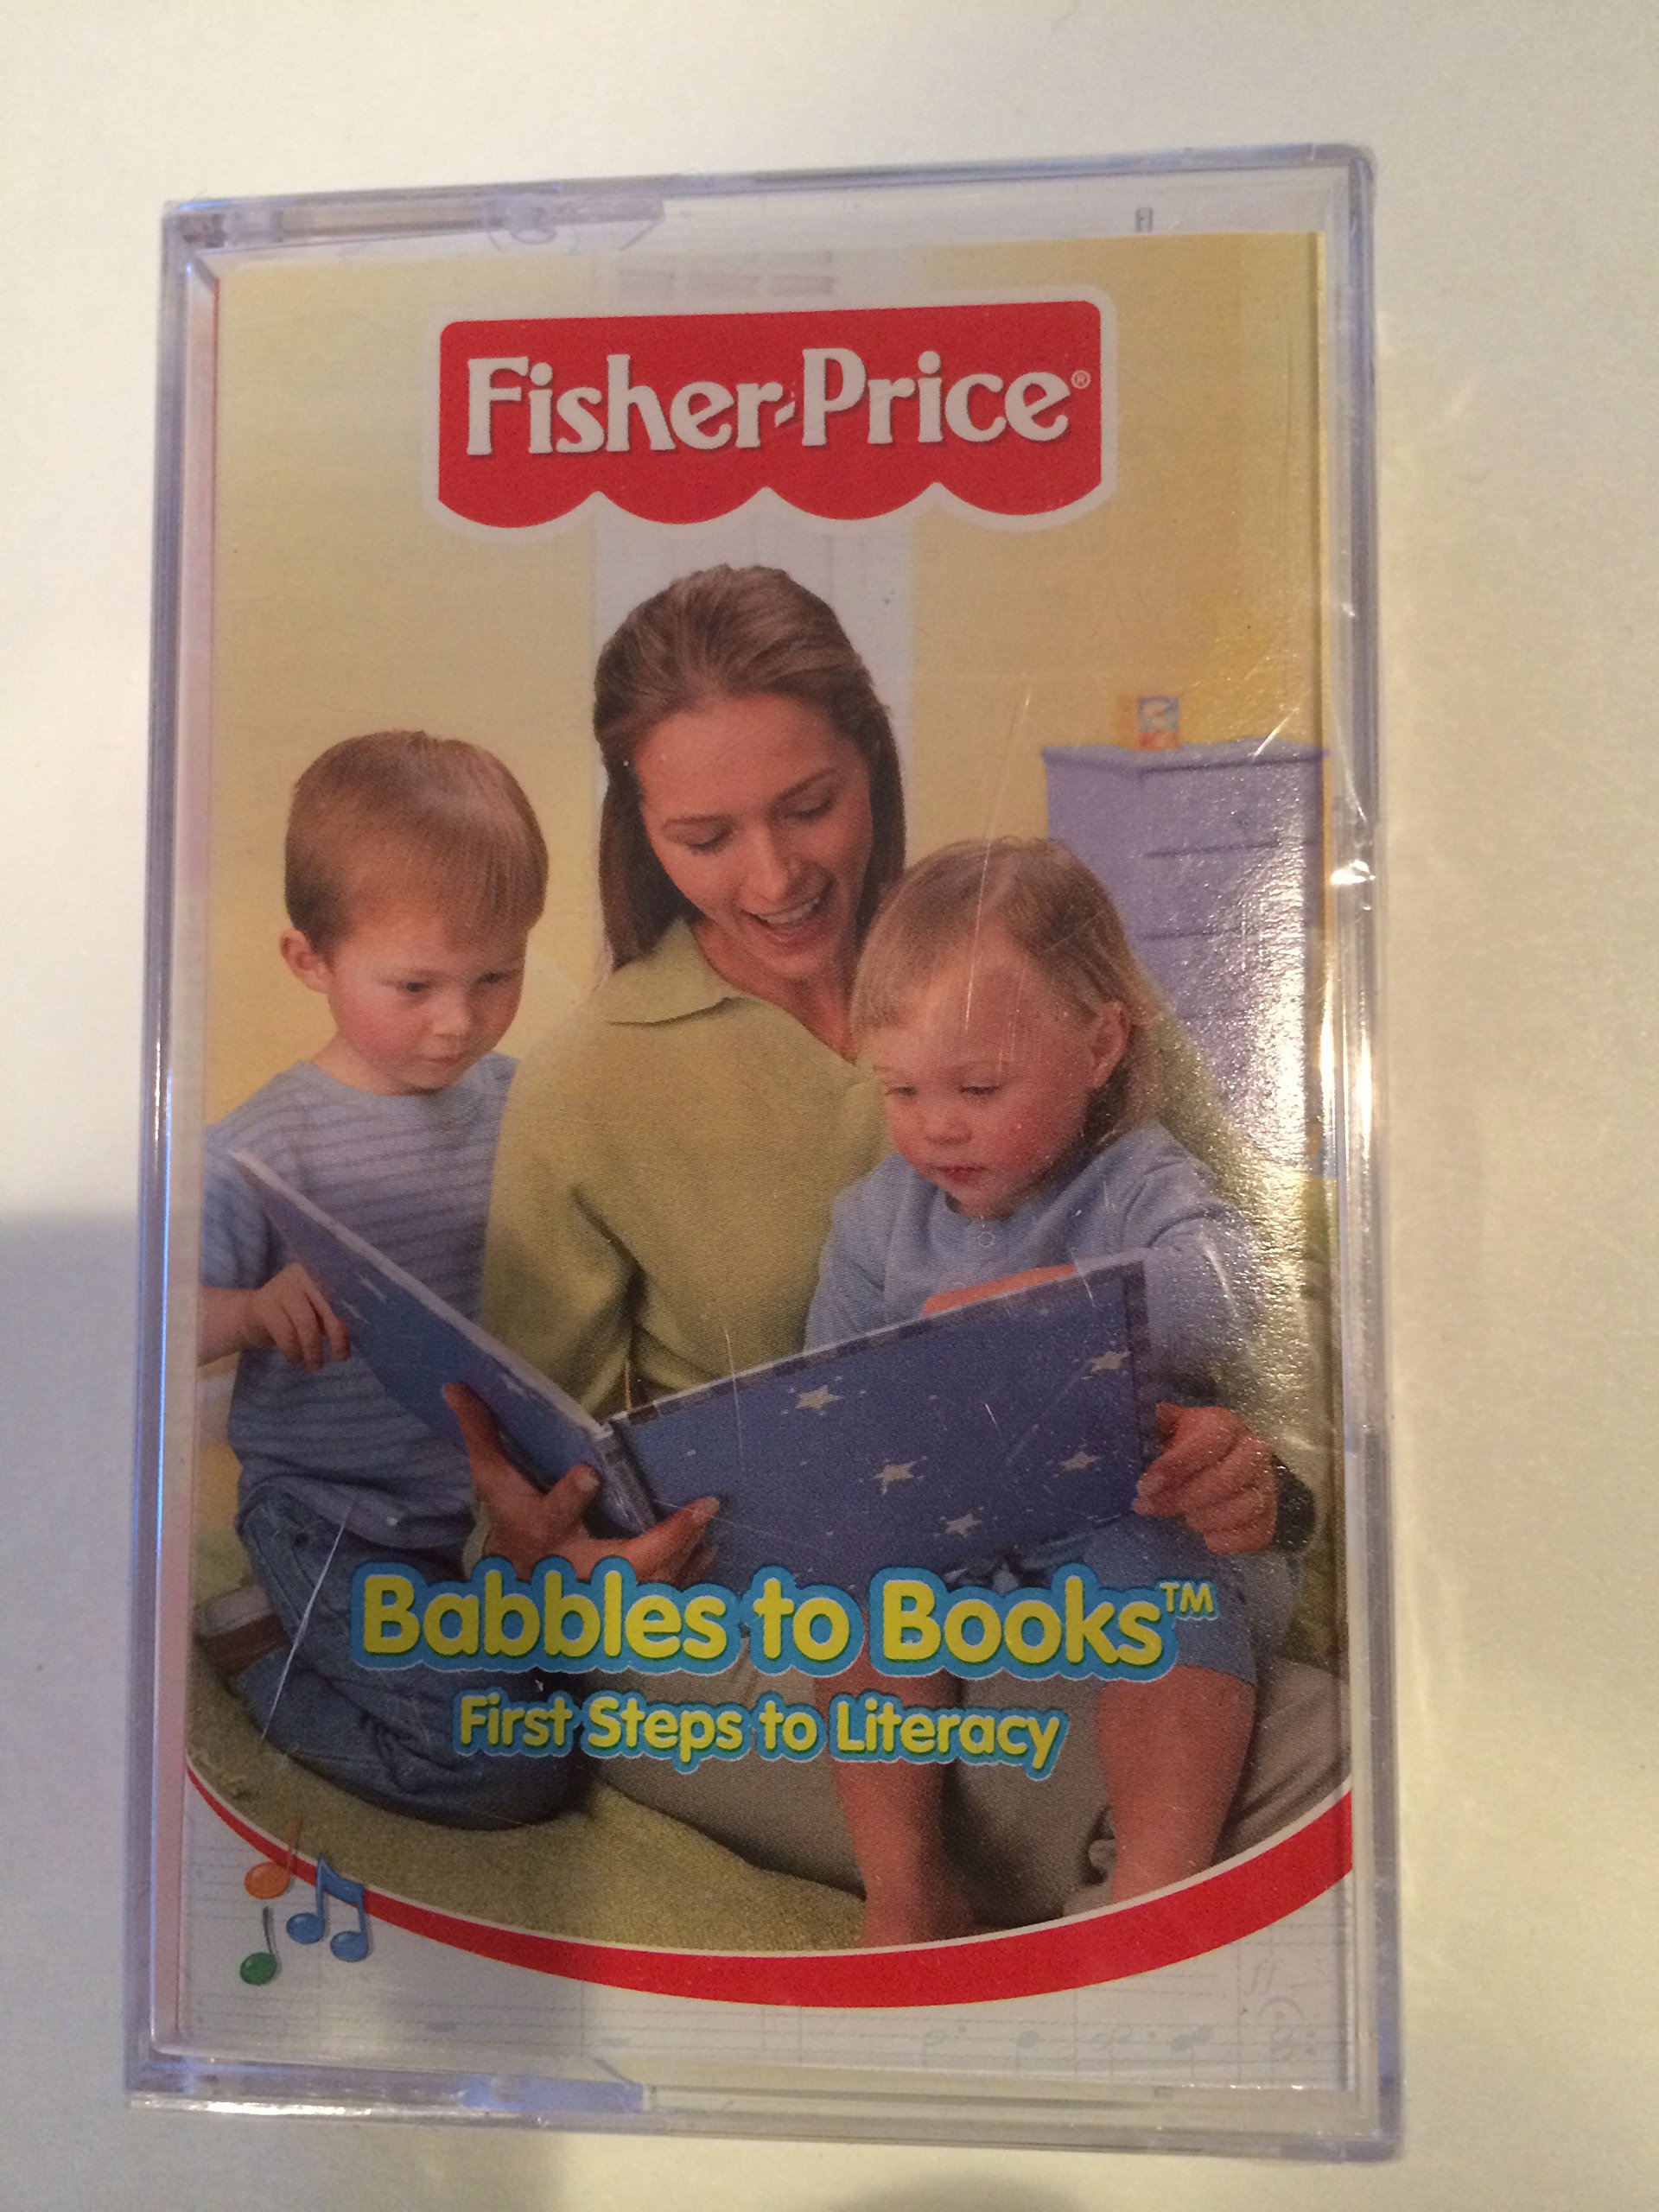 Fisher-Price®
Babbles to Books™
First Steps to Literacy